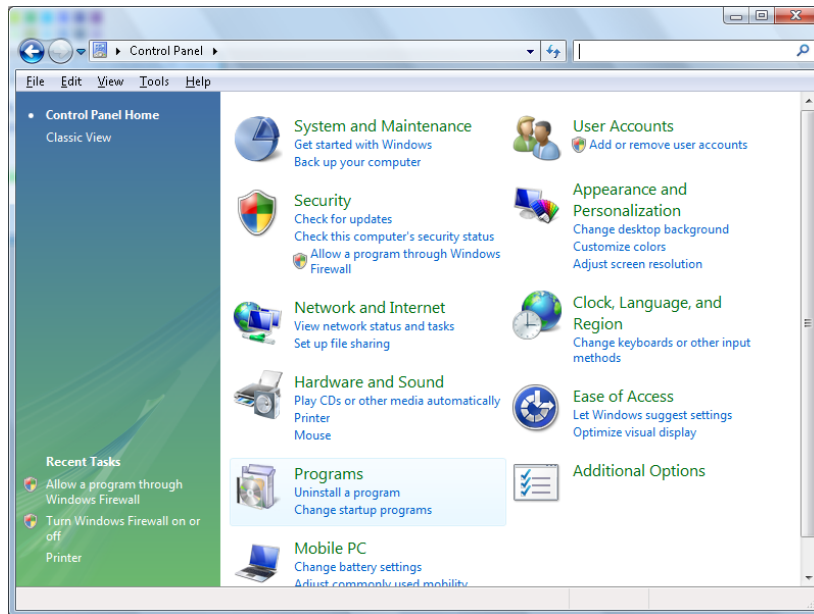 Control Panel
File Edit View Tools Help
Control Panel Home
Classic View
System and Maintenance
Get started with Windows
Back up your computer
Security
Check for updates
Check this computer's security status
Allow a program through Windows
Firewall
Network and Internet
View network status and tasks
Set up file sharing
Hardware and Sound
Play CDs or other media automatically
Printer
Mouse
Programs
Uninstall a program
Change startup programs
Mobile PC
Change battery settings
Adjust commonly used mobility
User Accounts
Add or remove user accounts
Appearance and
Personalization
Change desktop background
Customize colors
Adjust screen resolution
Clock, Language, and
Region
Change keyboards or other input
methods
Ease of Access
Let Windows suggest settings
Optimize visual display
Additional Options
Recent Tasks
Allow a program through
Windows Firewall
Turn Windows Firewall on or
off
Printer